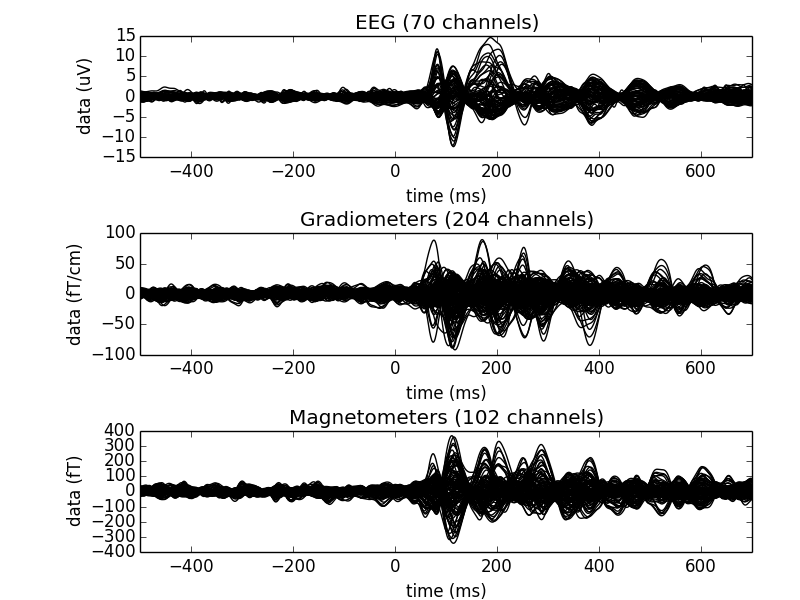 EEG (70 channels)
15
10
5
0
−5
−10
−15
data (uV)
−400 −200 0 200 400 600
time (ms)
Gradiometers (204 channels)
100
50
0
−50
−100
data (fT/cm)
−400 −200 0 200 400 600
time (ms)
Magnetometers (102 channels)
400
300
200
100
0
−100
−200
−300
−400
data (fT)
−400 −200 0 200 400 600
time (ms)